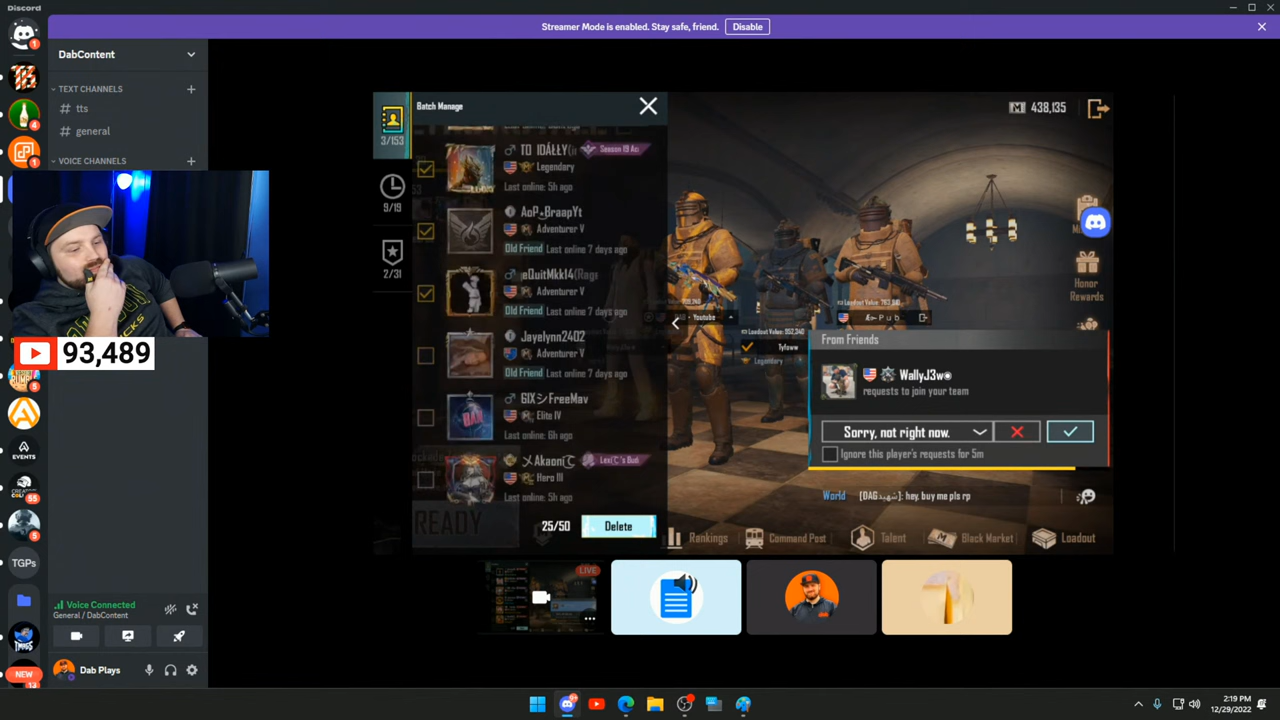 Discord
Streamer Mode is enabled. Stay safe, friend.
Disable
DabContent
TEXT CHANNELS
# tts
# general
VOICE CHANNELS
93,489
EVENTS
TGPs
NEW
Voice Connected
General / DabContent
Dab Plays
3/153
9/19
2/31
Batch Manage
Legendary
Last online: 5h ago
Adventurer V
Old Friend Last online 7 days ago
Adventurer V
Old Friend Last online 7 days ago
Jayelynn2402
Adventurer V
Old Friend Last online 7 days ago
Elite IV
Last online: 6h ago
Hero III
Last online: 5h ago
READY
25/50
Delete
438,135
Honor
Rewards
Tyfoww
Legendary
From Friends
WallyJ3w◉
requests to join your team
Sorry, not right now.
Ignore this player's requests for 5m
World
hey, buy me pls rp
Rankings
Command Post
Talent
Black Market
Loadout
LIVE
2:19 PM
12/29/2022